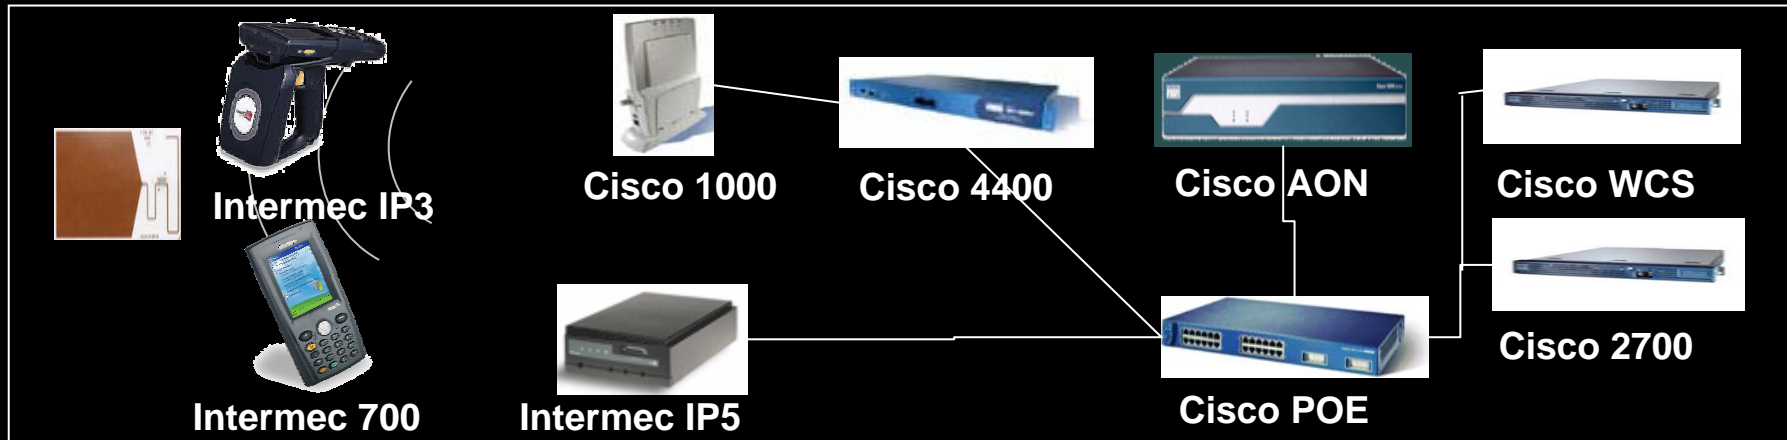 Intermec IP3
Cisco 1000
Cisco 4400
Cisco AON
Cisco WCS
Intermec 700
Intermec IP5
Cisco POE
Cisco 2700